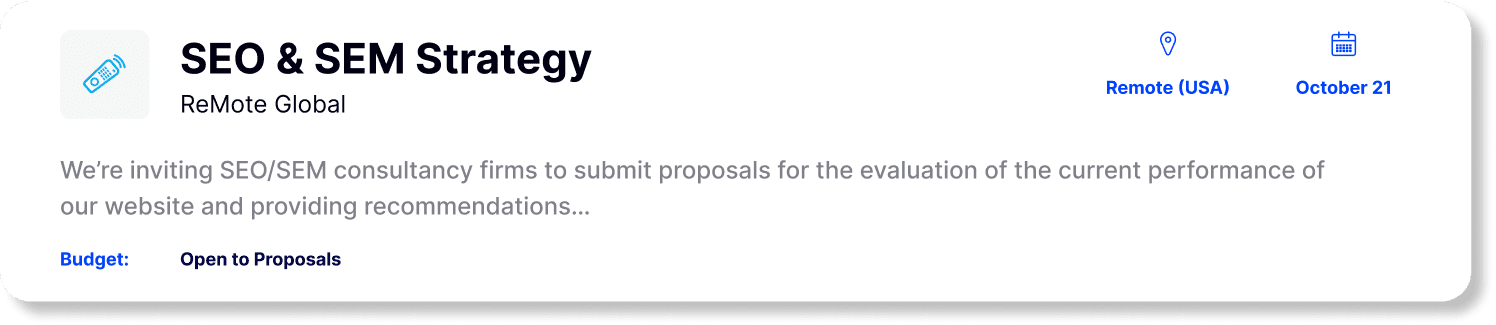 SEO & SEM Strategy
ReMote Global
Remote (USA)
October 21
We’re inviting SEO/SEM consultancy firms to submit proposals for the evaluation of the current performance of
our website and providing recommendations...
Budget: Open to Proposals